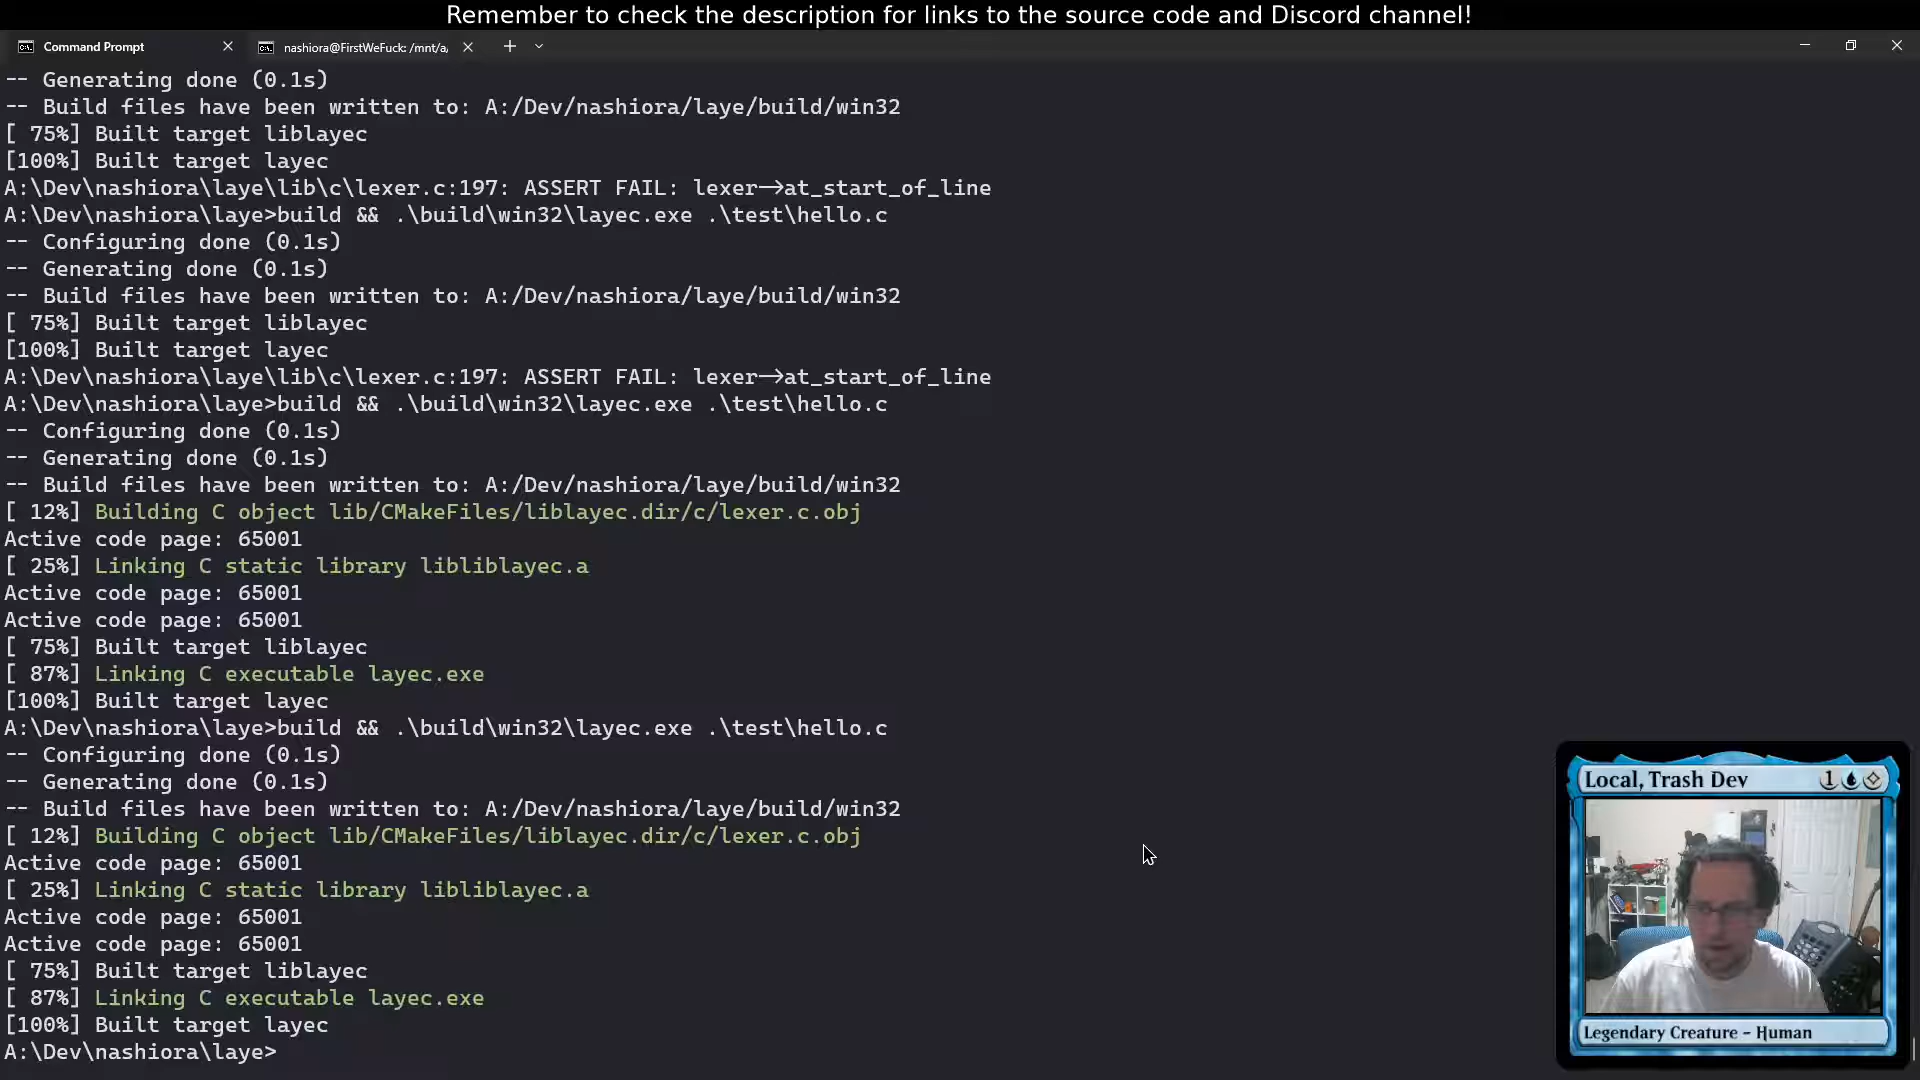 Remember to check the description for links to the source code and Discord channel!
Command Prompt
nashiora@FirstWeFuck: /mnt/a/
-- Generating done (0.1s)
-- Build files have been written to: A:/Dev/nashiora/laye/build/win32
[ 75%] Built target liblayec
[100%] Built target layec
A:\Dev\nashiora\laye\lib\c\lexer.c:197: ASSERT FAIL: lexer->at_start_of_line
A:\Dev\nashiora\laye>build && .\build\win32\layec.exe .\test\hello.c
-- Configuring done (0.1s)
-- Generating done (0.1s)
-- Build files have been written to: A:/Dev/nashiora/laye/build/win32
[ 75%] Built target liblayec
[100%] Built target layec
A:\Dev\nashiora\laye\lib\c\lexer.c:197: ASSERT FAIL: lexer->at_start_of_line
A:\Dev\nashiora\laye>build && .\build\win32\layec.exe .\test\hello.c
-- Configuring done (0.1s)
-- Generating done (0.1s)
-- Build files have been written to: A:/Dev/nashiora/laye/build/win32
[ 12%] Building C object lib/CMakeFiles/liblayec.dir/c/lexer.c.obj
Active code page: 65001
[ 25%] Linking C static library libliblayec.a
Active code page: 65001
Active code page: 65001
[ 75%] Built target liblayec
[ 87%] Linking C executable layec.exe
[100%] Built target layec
A:\Dev\nashiora\laye>build && .\build\win32\layec.exe .\test\hello.c
-- Configuring done (0.1s)
-- Generating done (0.1s)
-- Build files have been written to: A:/Dev/nashiora/laye/build/win32
[ 12%] Building C object lib/CMakeFiles/liblayec.dir/c/lexer.c.obj
Active code page: 65001
[ 25%] Linking C static library libliblayec.a
Active code page: 65001
Active code page: 65001
[ 75%] Built target liblayec
[ 87%] Linking C executable layec.exe
[100%] Built target layec
A:\Dev\nashiora\laye>
Local, Trash Dev 1
Legendary Creature – Human